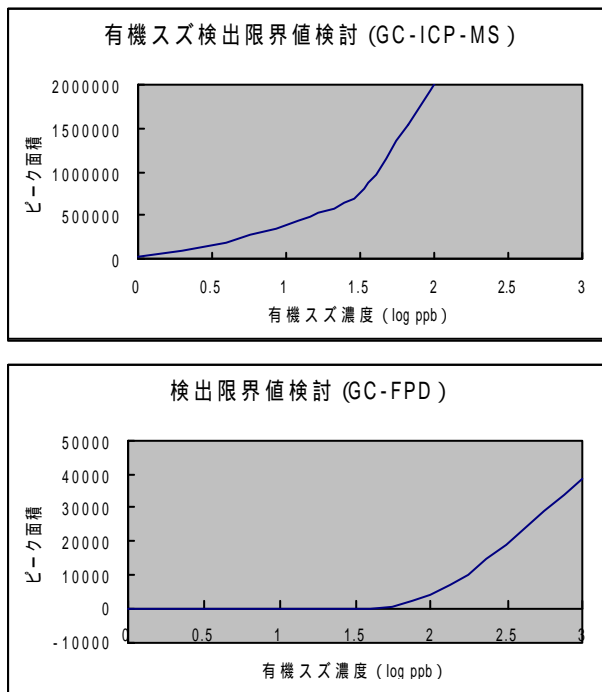 有機スズ検出限界値検討 (GC-ICP-MS)
2000000
1500000
1000000
500000
0
ピーク面積
0 0.5 1 1.5 2 2.5 3
有機スズ濃度 (log ppb)
検出限界値検討 (GC-FPD)
50000
40000
30000
20000
10000
0
-10000
ピーク面積
0 0.5 1 1.5 2 2.5 3
有機スズ濃度 (log ppb)